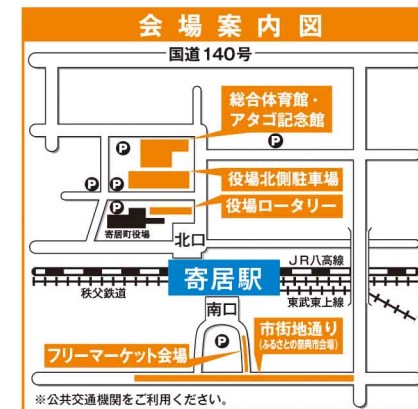 会場案内図
国道140号
総合体育館・
アタゴ記念館
P
P
役場北側駐車場
P P
P
役場ロータリー
寄居町役場
北口
JR八高線
寄居駅
秩父鉄道
東武東上線
南口
市街地通り
(ふるさとの祭典市会場)
P
フリーマーケット会場
※公共交通機関をご利用ください。